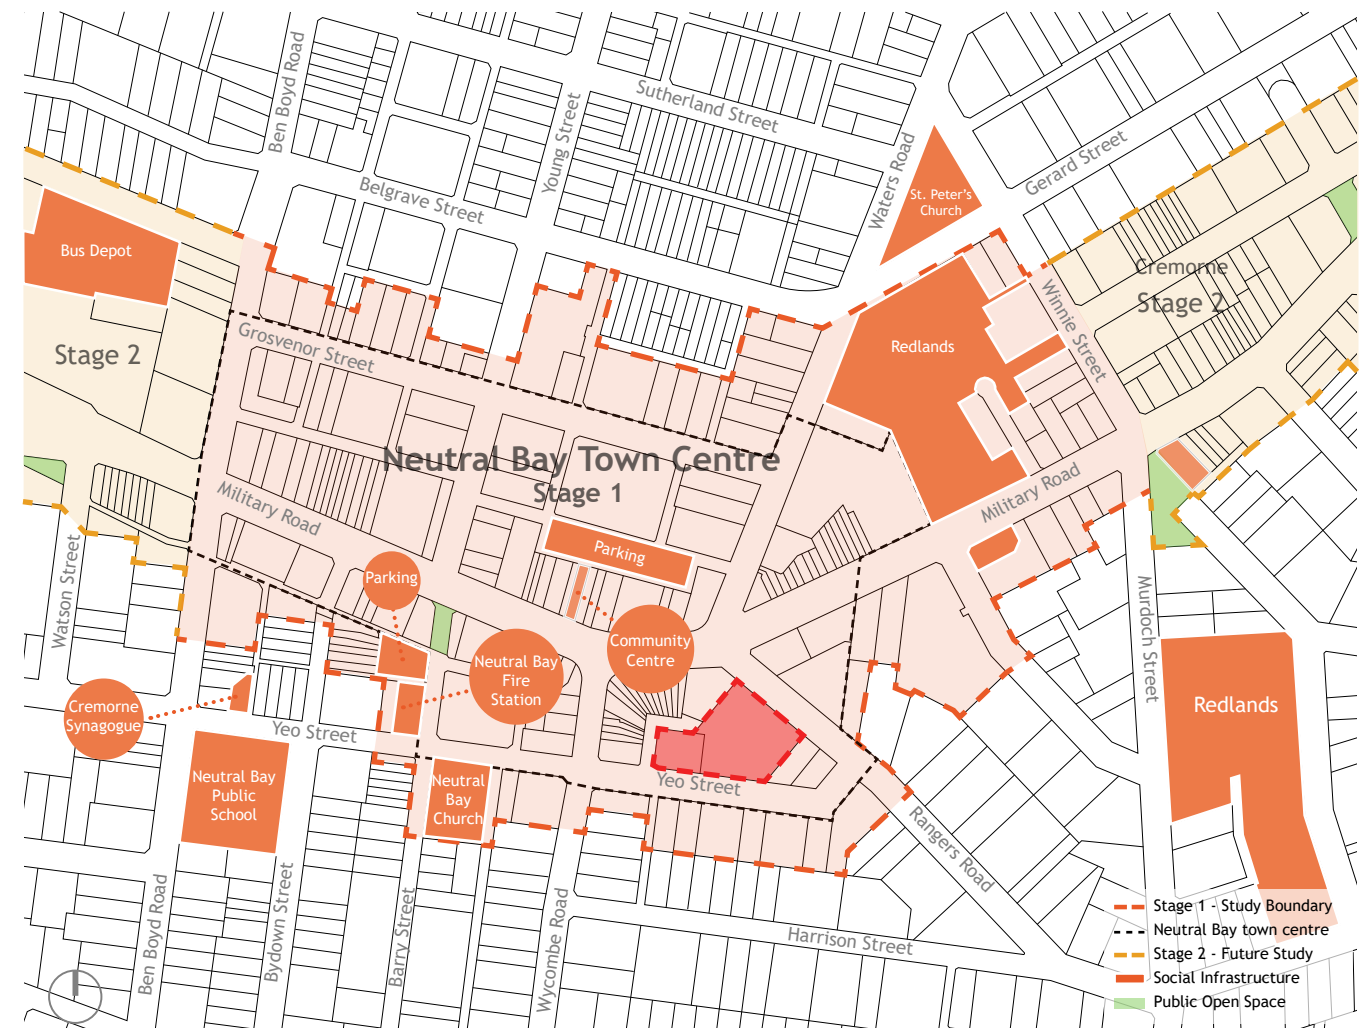 Ben Boyd Road
Sutherland Street
Young Street
Belgrave Street
Waters Road
Gerard Street
St. Peter's
Church
Bus Depot
Cremorne
Stage 2
Winnie Street
Grosvenor Street
Redlands
Stage 2
Neutral Bay Town Centre
Stage 1
Military Road
Military Road
Parking
Parking
Watson Street
Murdoch Street
Community
Centre
Neutral Bay
Fire
Station
Cremorne
Synagogue
Redlands
Yeo Street
Neutral Bay
Public
School
Neutral
Bay
Church
Yeo Street
Rangers Road
Ben Boyd Road
Bydown Street
Barry Street
Wycombe Road
Harrison Street
Stage 1 - Study Boundary
Neutral Bay town centre
Stage 2 - Future Study
Social Infrastructure
Public Open Space